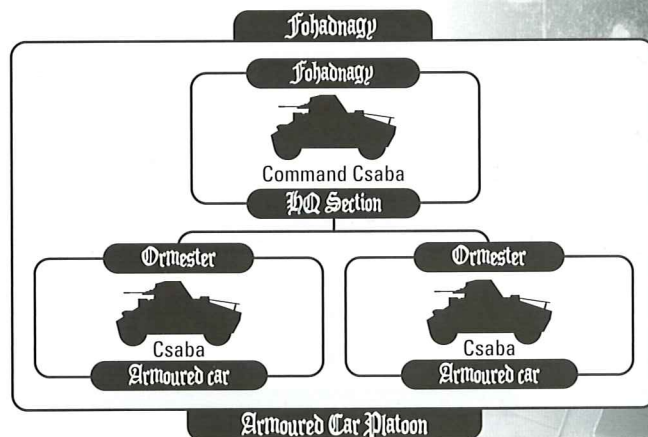 Fohadnagy
Fohadnagy
Command Csaba
HQ Section
Ormester
Ormester
Csaba
Csaba
Armoured car
Armoured car
Armoured Car Platoon